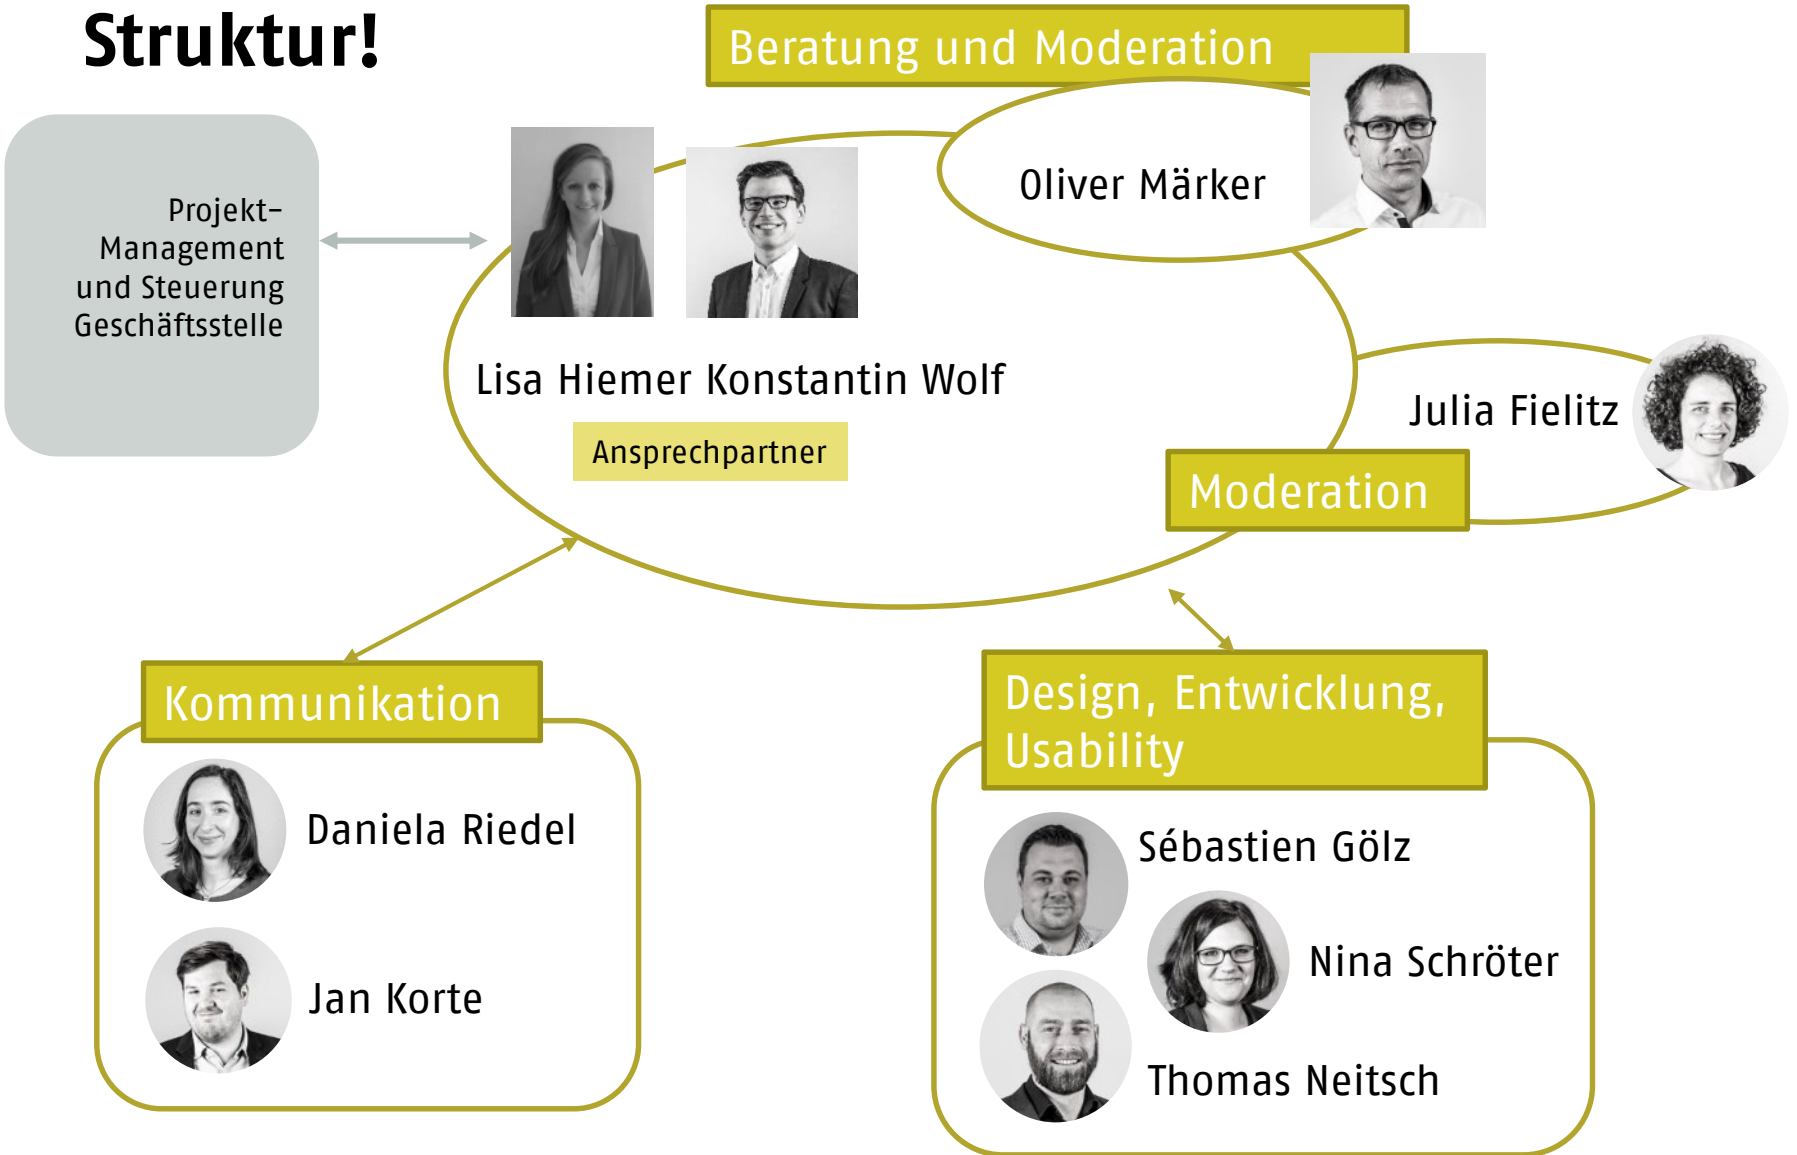 Struktur!
Beratung und Moderation
Projekt-
Management
und Steuerung
Geschäftsstelle
Oliver Märker
Lisa Hiemer Konstantin Wolf
Ansprechpartner
Julia Fielitz
Moderation
Kommunikation
Daniela Riedel
Jan Korte
Design, Entwicklung,
Usability
Sébastien Gölz
Nina Schröter
Thomas Neitsch